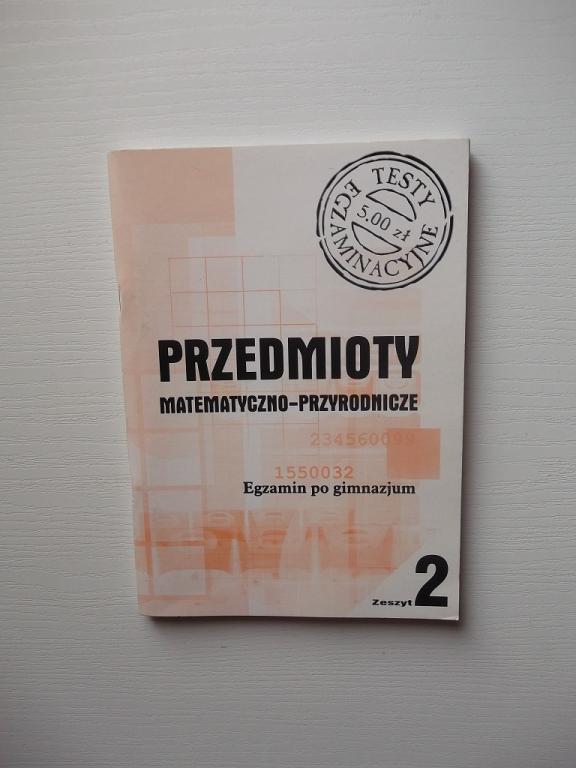 TESTY
5.00 zł
EGZAMINACYJNE
PRZEDMIOTY
MATEMATYCZNO-PRZYRODNICZE
234560099
1550032
Egzamin po gimnazjum
Zeszyt 2